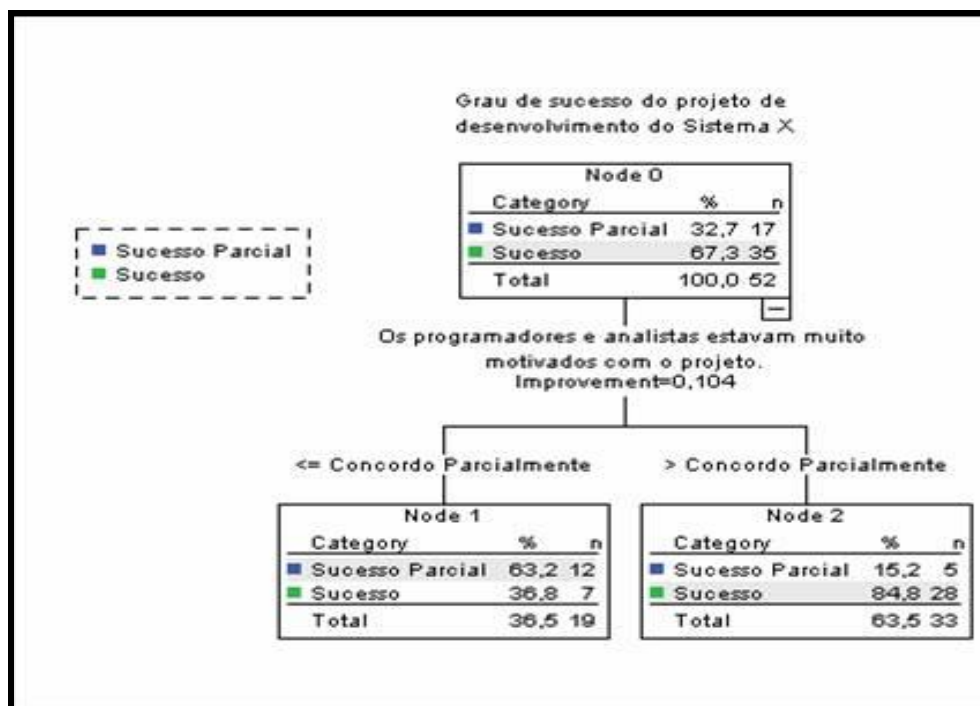 Grau de sucesso do projeto de
desenvolvimento do Sistema X
Node 0
Category % n
Sucesso Parcial 32,7 17
Sucesso 67,3 35
Total 100,0 52
Sucesso Parcial
Sucesso
Os programadores e analistas estavam muito
motivados com o projeto.
Improvement=0,104
<= Concordo Parcialmente
> Concordo Parcialmente
Node 1
Category % n
Sucesso Parcial 63,2 12
Sucesso 36,8 7
Total 36,5 19
Node 2
Category % n
Sucesso Parcial 15,2 5
Sucesso 84,8 28
Total 63,5 33